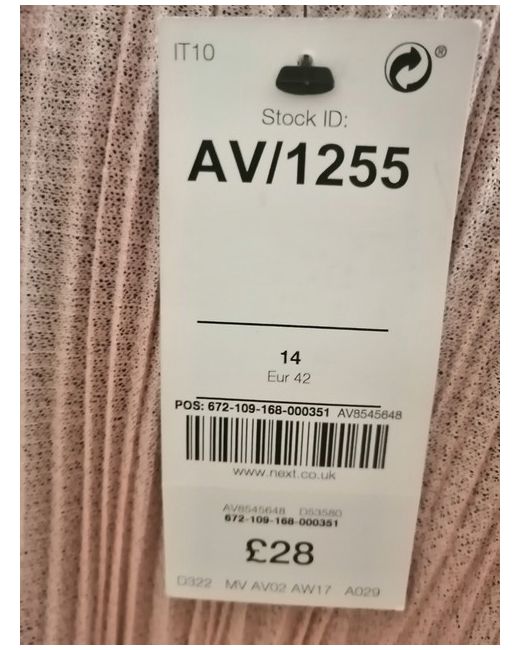 IT10
®
Stock ID:
AV/1255
14
Eur 42
POS: 672-109-168-000351 AV8545648
www.next.co.uk
AV8545648 D53580
672-109-168-000351
£28
D322 MV AV02 AW17 A029